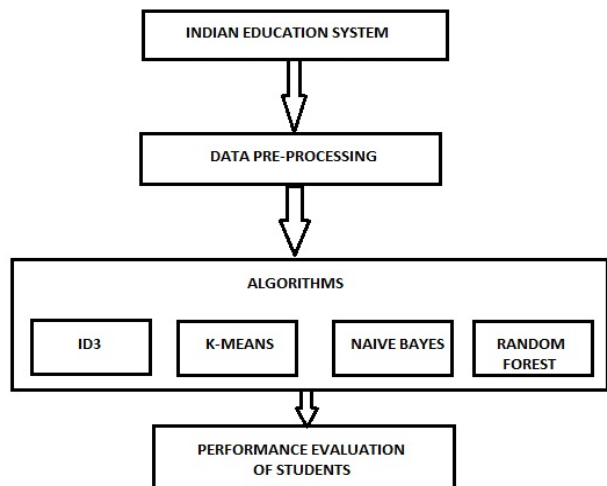 INDIAN EDUCATION SYSTEM
DATA PRE-PROCESSING
ALGORITHMS
ID3
K-MEANS
NAIVE BAYES
RANDOM
FOREST
PERFORMANCE EVALUATION
OF STUDENTS